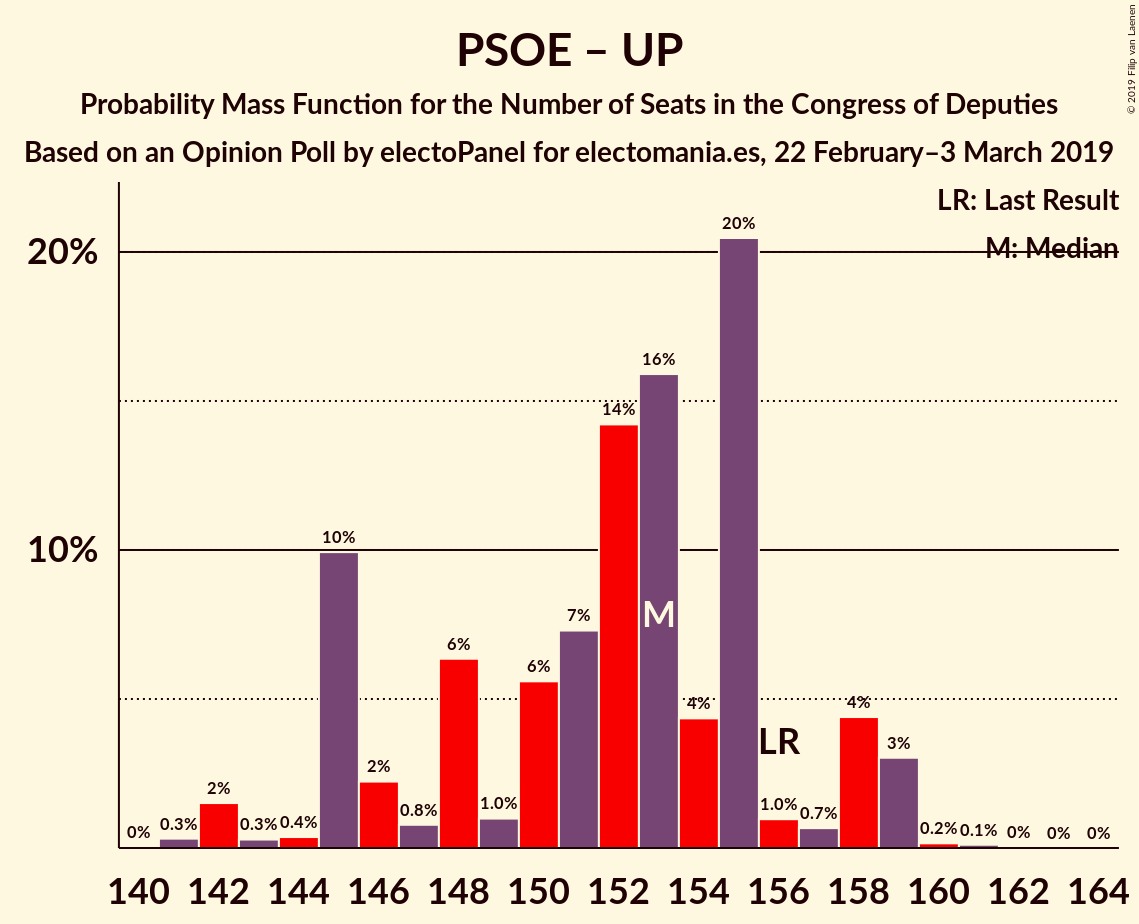 PSOE – UP
Probability Mass Function for the Number of Seats in the Congress of Deputies
Based on an Opinion Poll by electoPanel for electomania.es, 22 February–3 March 2019
© 2019 Filip van Laenen
LR: Last Result
M: Median
20%
10%
0% 0.3% 2% 0.3% 0.4% 10% 2% 0.8% 6% 1.0% 6% 7% 14% 16% 4% 20% 1.0% 0.7% 4% 3% 0.2% 0.1% 0% 0% 0%
M
LR
140 142 144 146 148 150 152 154 156 158 160 162 164